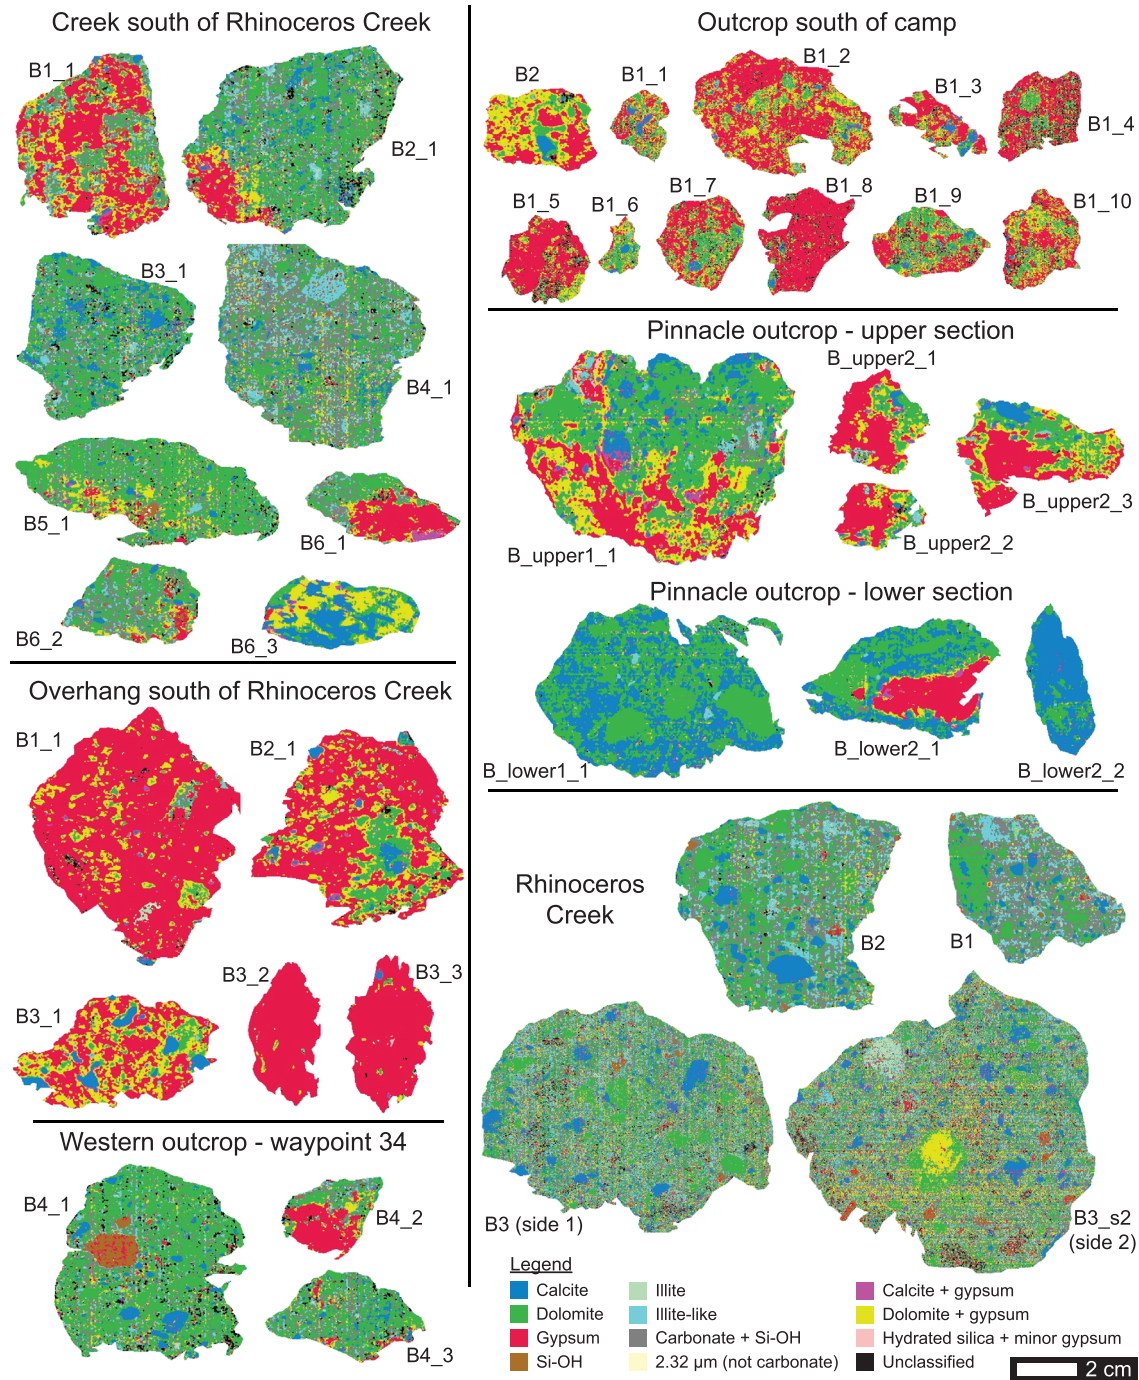 Creek south of Rhinoceros Creek
B1_1
B2_1
B3_1
B4_1
B5_1
B6_1
B6_2
B6_3
Overhang south of Rhinoceros Creek
B1_1
B2_1
B3_1
B3_2
B3_3
Western outcrop - waypoint 34
B4_1
B4_2
B4_3
Outcrop south of camp
B2
B1_1
B1_2
B1_3
B1_4
B1_5
B1_6
B1_7
B1_8
B1_9
B1_10
Pinnacle outcrop - upper section
B_upper2_1
B_upper1_1
B_upper2_2
B_upper2_3
Pinnacle outcrop - lower section
B_lower1_1
B_lower2_1
B_lower2_2
Rhinoceros
Creek
B2
B1
B3 (side 1)
B3_s2
(side 2)
Legend
Calcite
Dolomite
Gypsum
Si-OH
Illite
Illite-like
Carbonate + Si-OH
2.32 µm (not carbonate)
Calcite + gypsum
Dolomite + gypsum
Hydrated silica + minor gypsum
Unclassified
2 cm